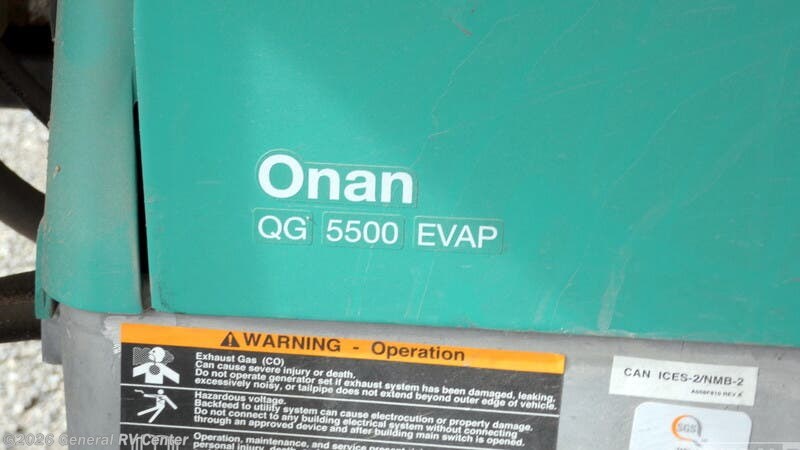 Onan
QG 5500 EVAP
WARNING - Operation
Exhaust Gas (CO)
Can cause severe injury or death.
Do not operate generator set if exhaust system has been damaged, leaking,
excessively noisy, or tailpipe does not extend beyond outer edge of vehicle.
Hazardous voltage.
Backfeed to utility system can cause electrocution or property damage.
Do not connect to any building electrical system without
through an approved device and after building main switch is opened.
Operation, maintenance, and service
personal injury, death
CAN ICES-2/NMB-2
SGS
©2026 General RV Center